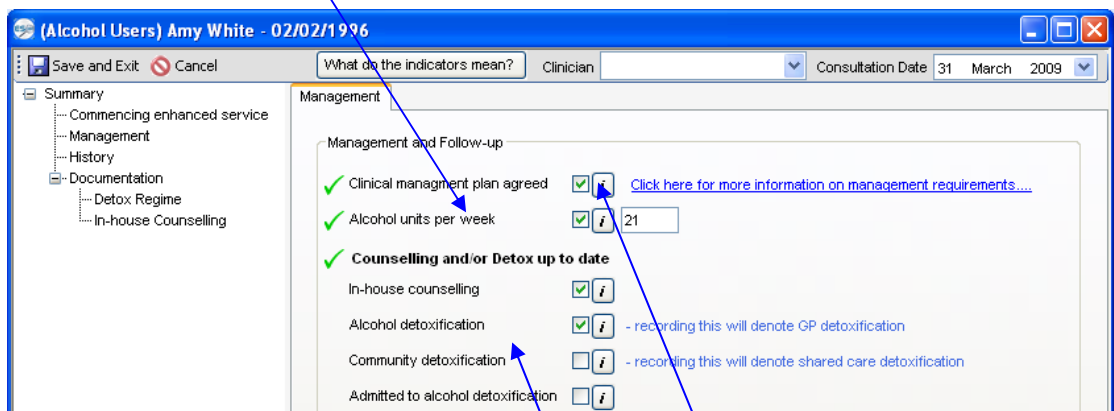 (Alcohol Users) Amy White - 02/02/1996
Save and Exit Cancel What do the indicators mean? Clinician Consultation Date 31 March 2009
Summary
Commencing enhanced service
Management
History
Documentation
Detox Regime
In-house Counselling
Management
Management and Follow-up
Clinical managment plan agreed i Click here for more information on management requirements....
Alcohol units per week i 21
Counselling and/or Detox up to date
In-house counselling i
Alcohol detoxification i - recording this will denote GP detoxification
Community detoxification i - recording this will denote shared care detoxification
Admitted to alcohol detoxification i